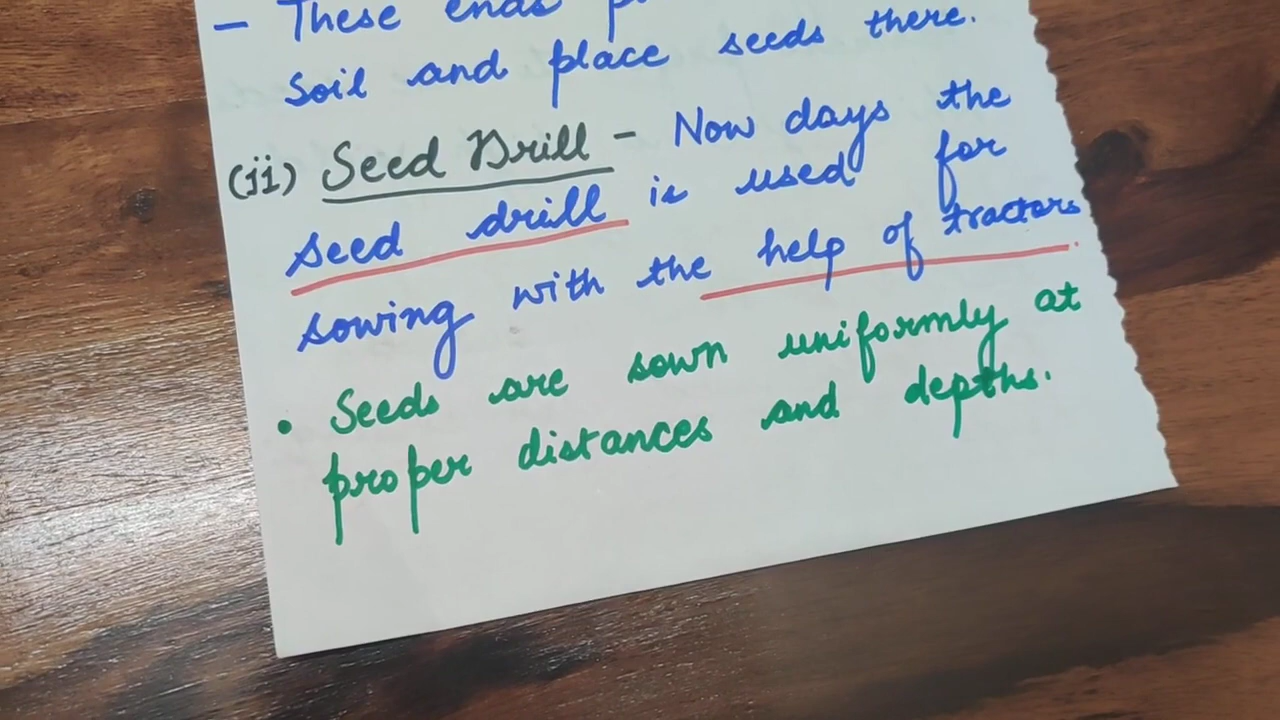 - These ends
soil and place seeds there.
(ii) Seed Drill - Now days the
seed drill is used for
sowing with the help of tractors.
• Seeds are sown uniformly at
proper distances and depths.